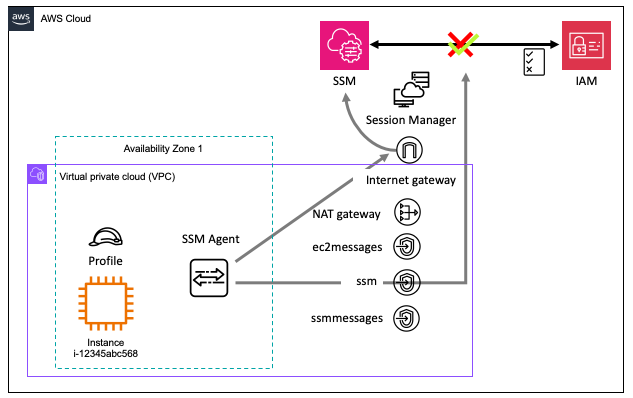 aws
AWS Cloud
SSM
IAM
Session Manager
Availability Zone 1
Virtual private cloud (VPC)
Internet gateway
NAT gateway
SSM Agent
ec2messages
Profile
ssm
ssmmessages
Instance
i-12345abc568